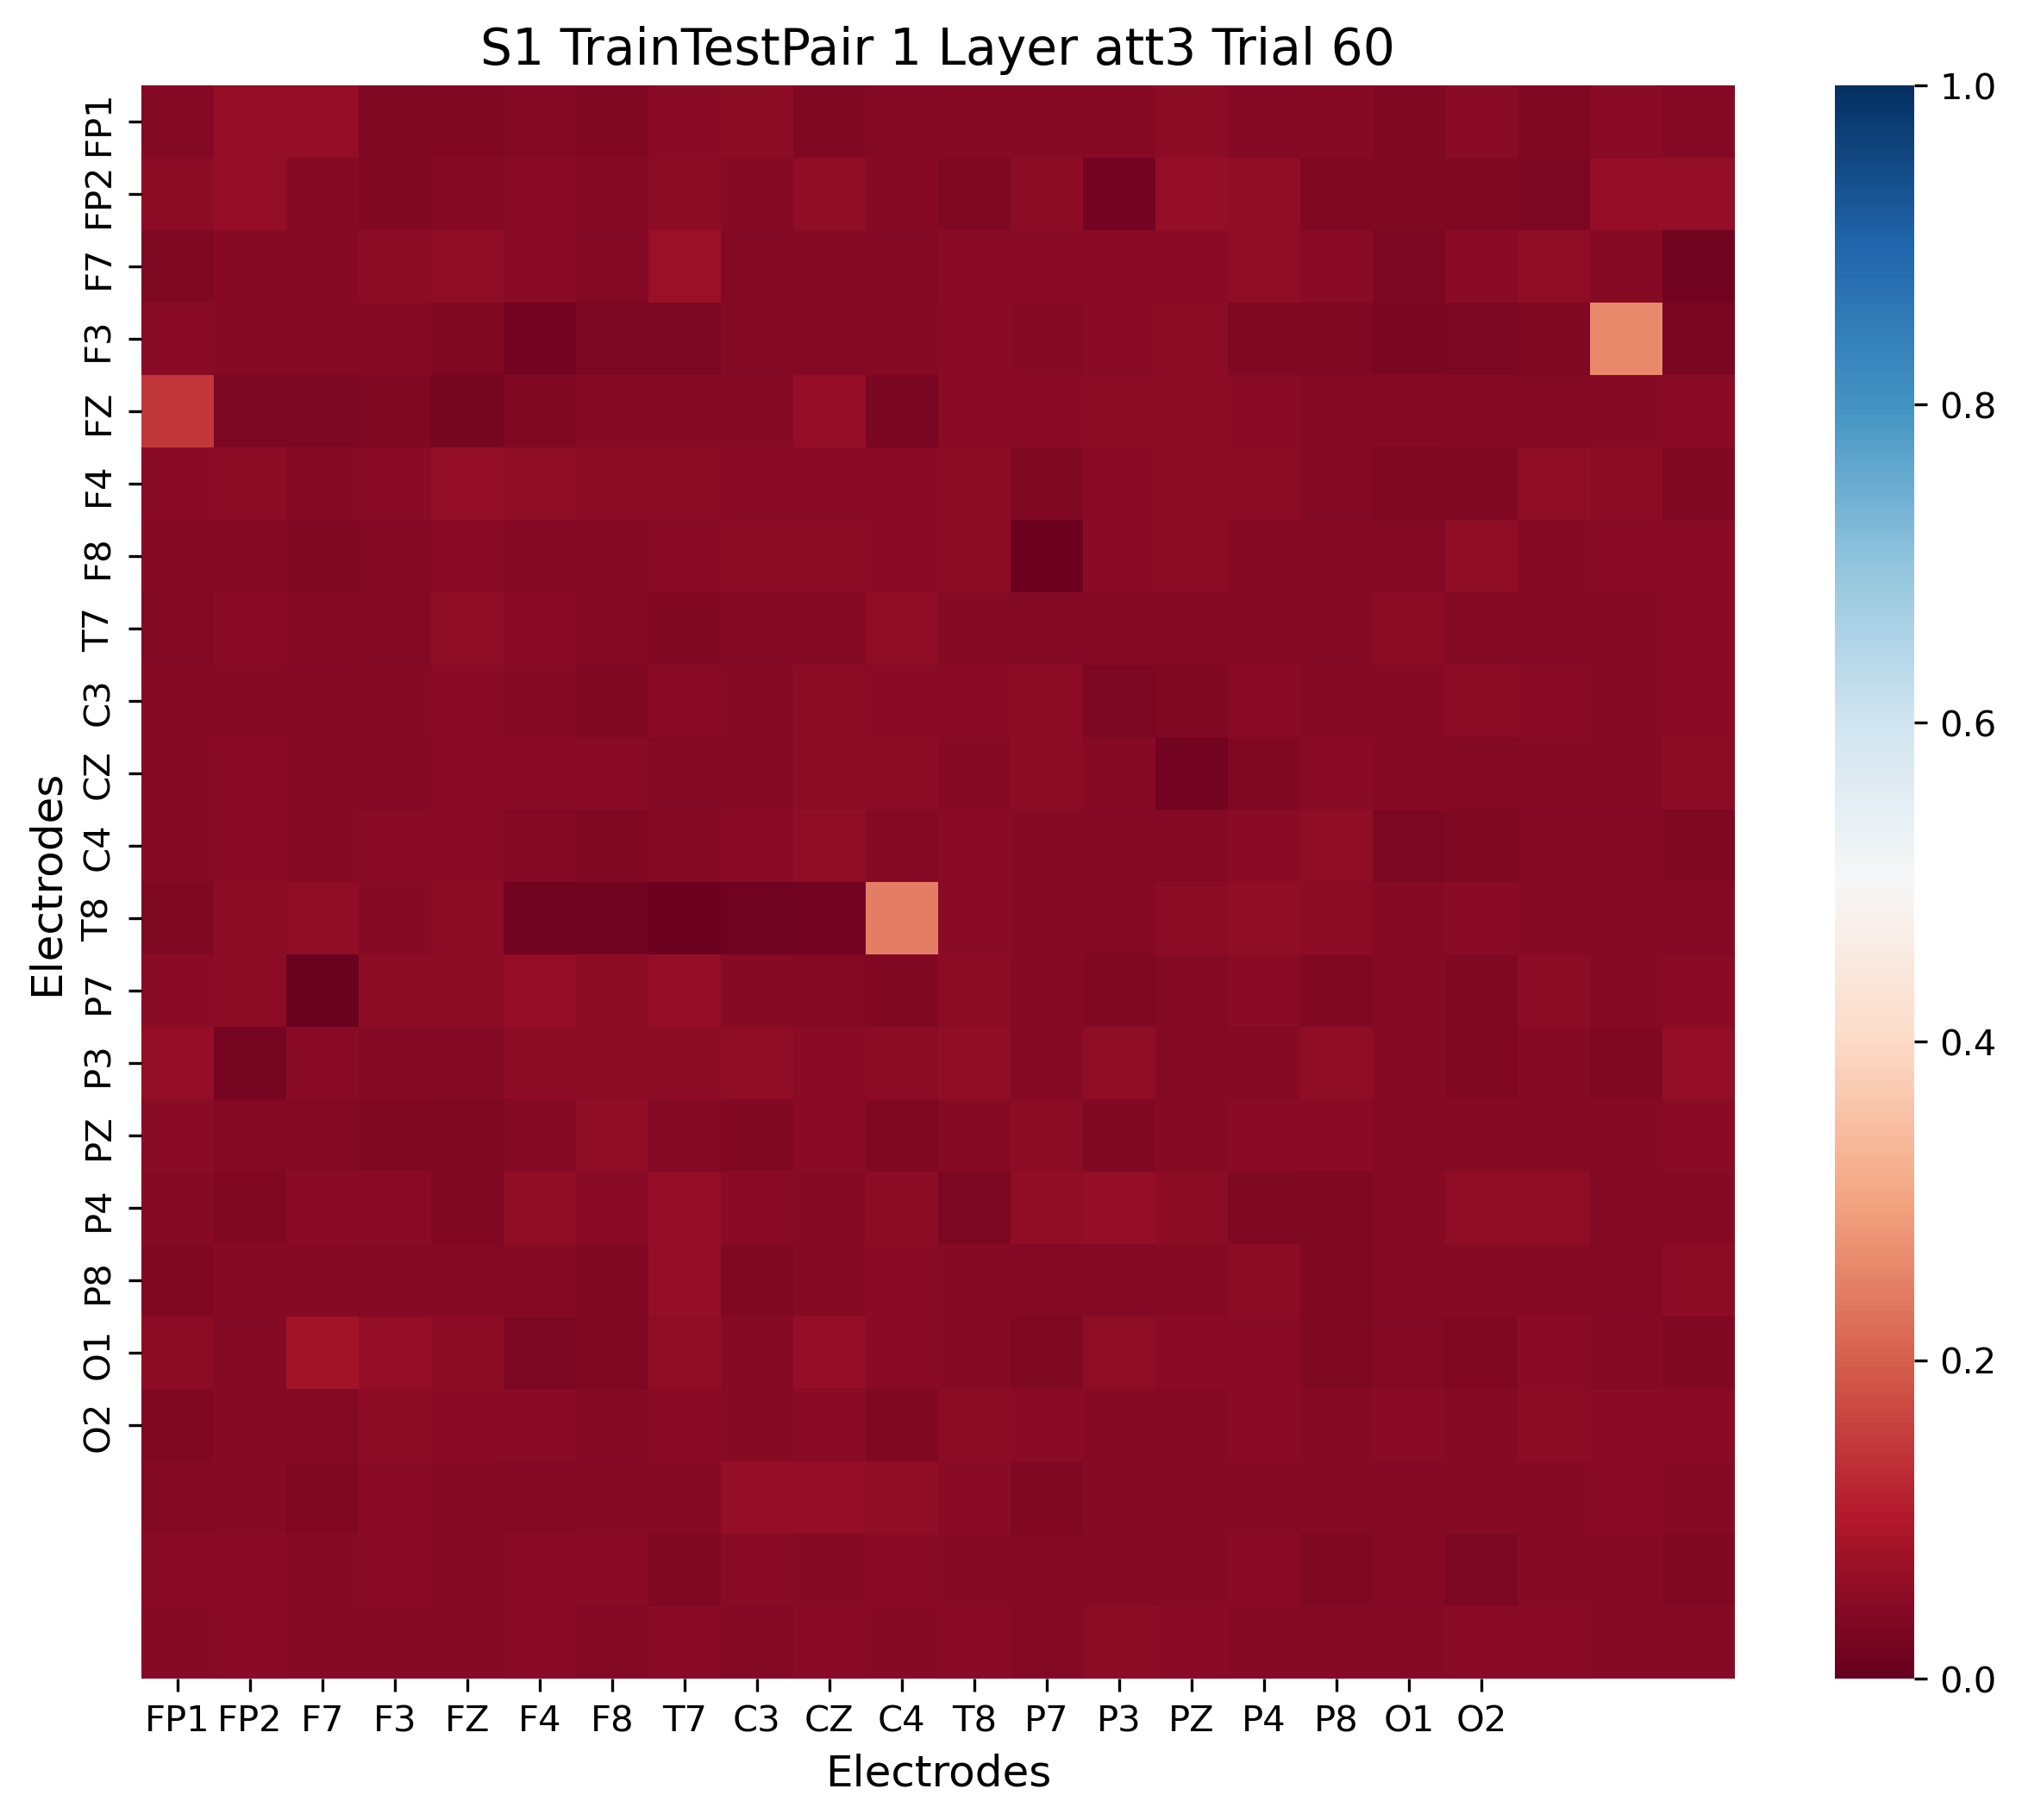 S1 TrainTestPair 1 Layer att3 Trial 60
Electrodes
FP1
FP2
F7
F3
FZ
F4
F8
T7
C3
CZ
C4
T8
P7
P3
PZ
P4
P8
O1
O2
FP1 FP2 F7 F3 FZ F4 F8 T7 C3 CZ C4 T8 P7 P3 PZ P4 P8 O1 O2
Electrodes
1.0
0.8
0.6
0.4
0.2
0.0